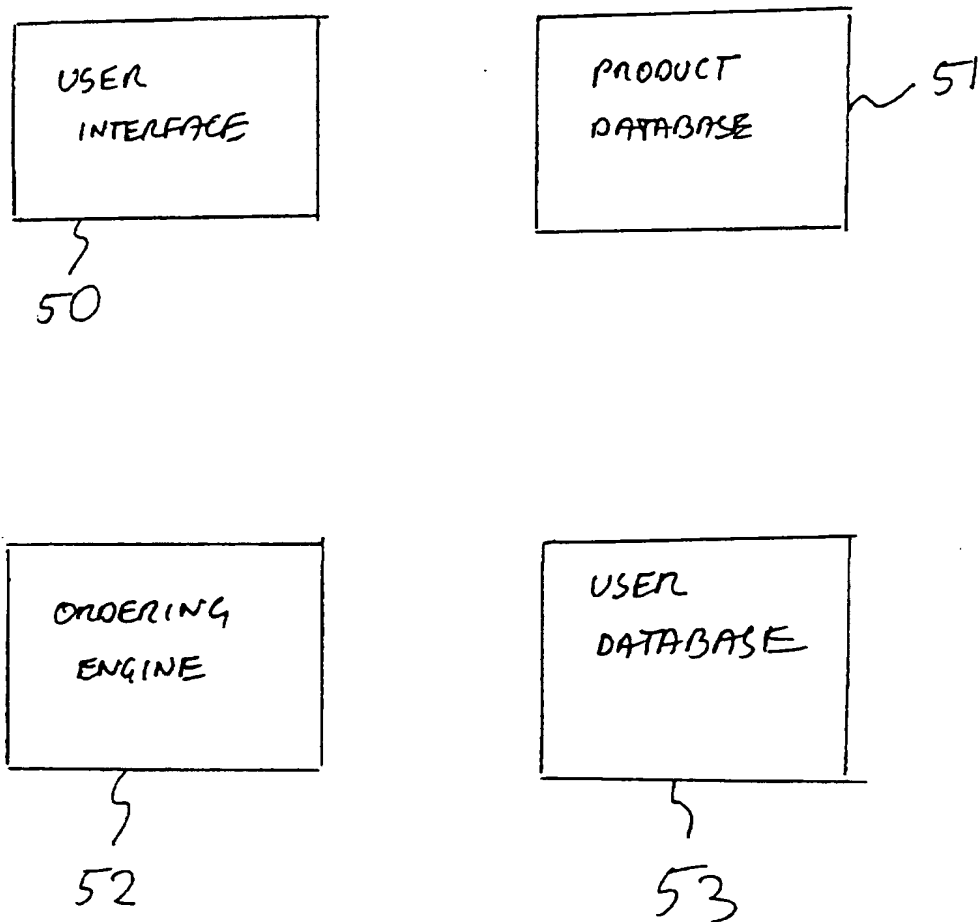 USER
INTERFACE
50
PRODUCT
DATABASE
51
ORDERING
ENGINE
52
USER
DATABASE
53